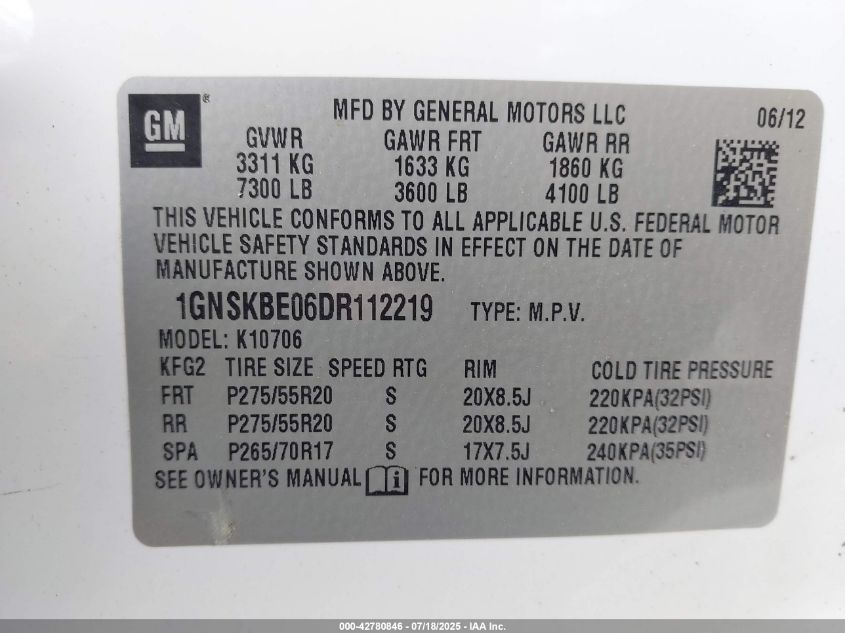 GM ®
MFD BY GENERAL MOTORS LLC 06/12
GVWR GAWR FRT GAWR RR
3311 KG 1633 KG 1860 KG
7300 LB 3600 LB 4100 LB
THIS VEHICLE CONFORMS TO ALL APPLICABLE U.S. FEDERAL MOTOR
VEHICLE SAFETY STANDARDS IN EFFECT ON THE DATE OF
MANUFACTURE SHOWN ABOVE.
1GNSKBE06DR112219 TYPE: M.P.V.
MODEL: K10706
KFG2 TIRE SIZE SPEED RTG RIM COLD TIRE PRESSURE
FRT P275/55R20 S 20X8.5J 220KPA(32PSI)
RR P275/55R20 S 20X8.5J 220KPA(32PSI)
SPA P265/70R17 S 17X7.5J 240KPA(35PSI)
SEE OWNER'S MANUAL i FOR MORE INFORMATION.
000-42780846 - 07/18/2025 - IAA Inc.